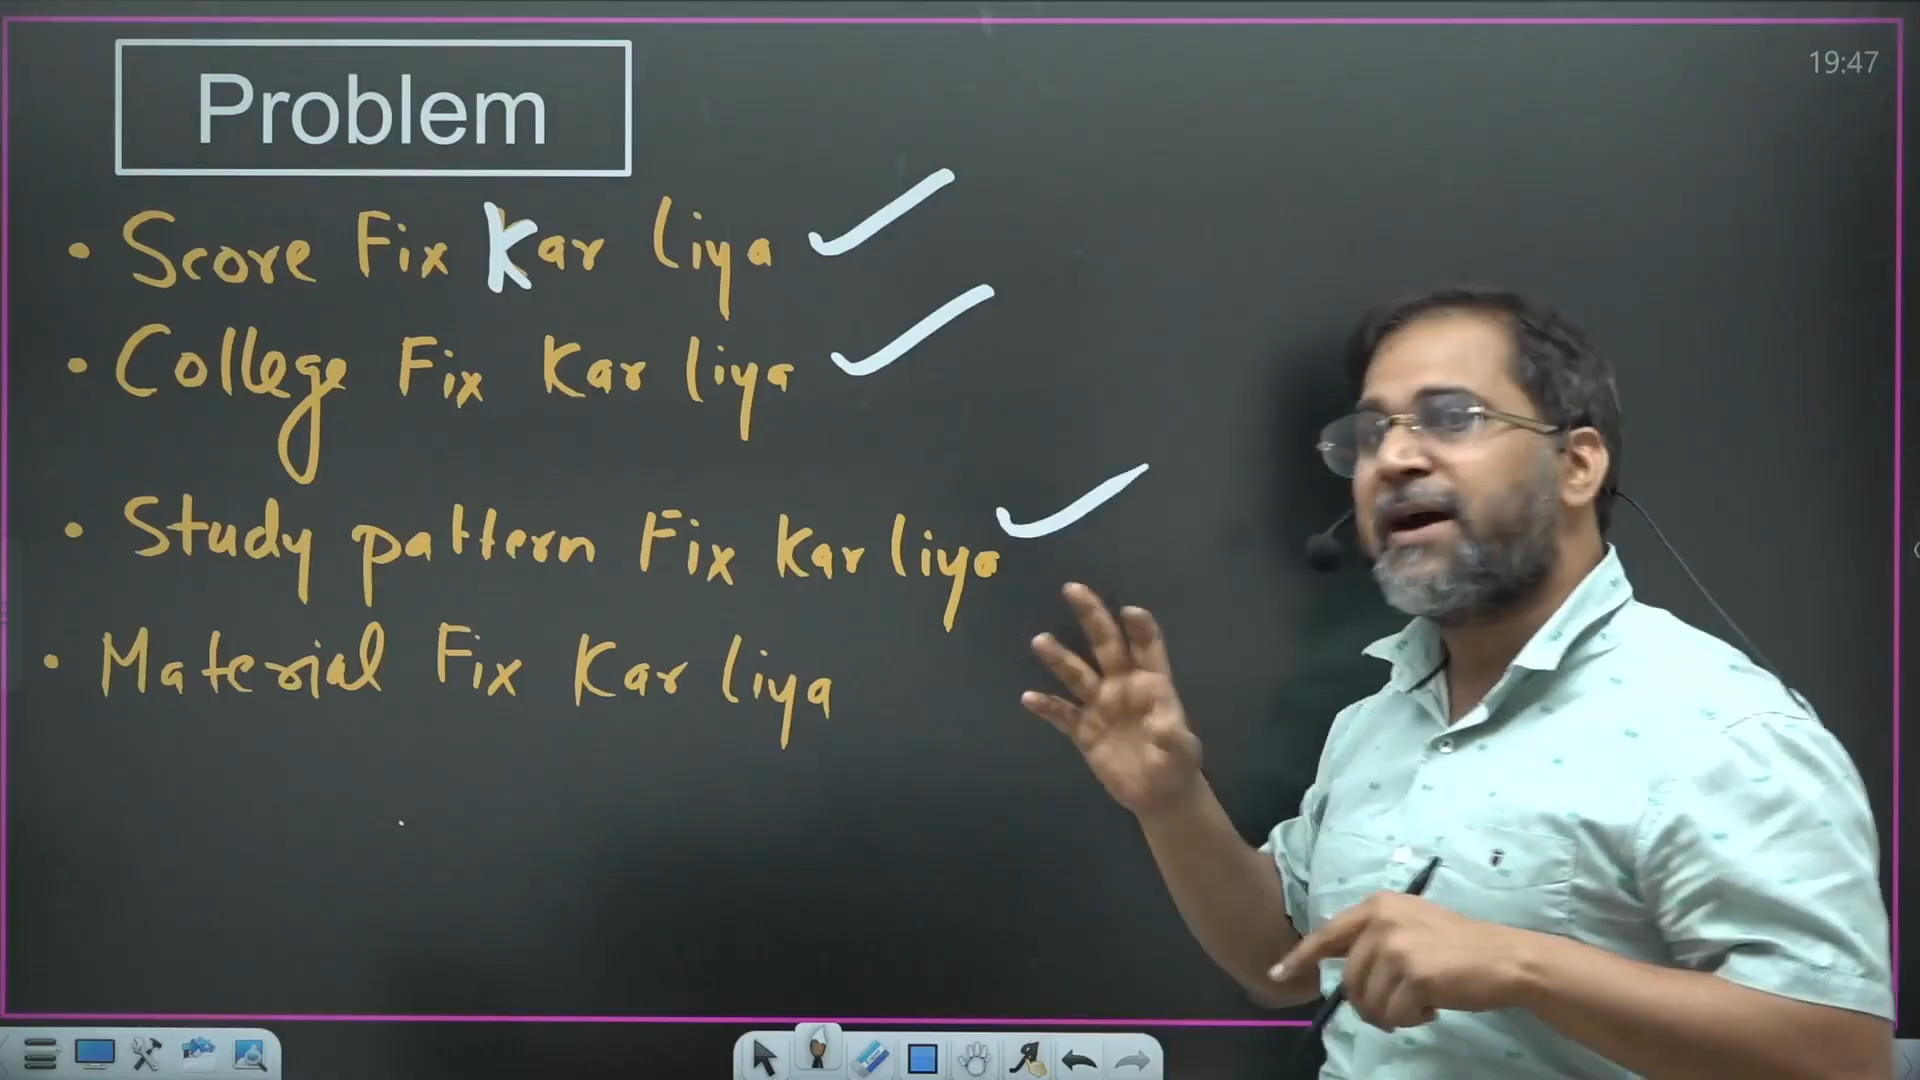 Problem
19:47
• Score Fix Kar liya
• College Fix Kar liya
• Study pattern Fix Kar liya
• Material Fix Kar liya